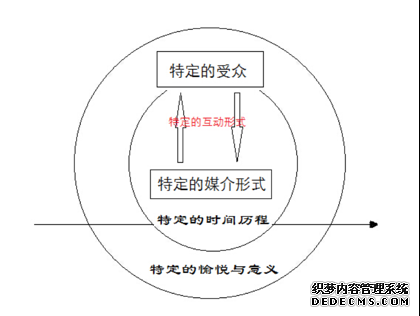 特定的受众
特定的互动形式
特定的媒介形式
特定的时间历程
特定的愉悦与意义
织梦内容管理系统
DEDECMS.COM